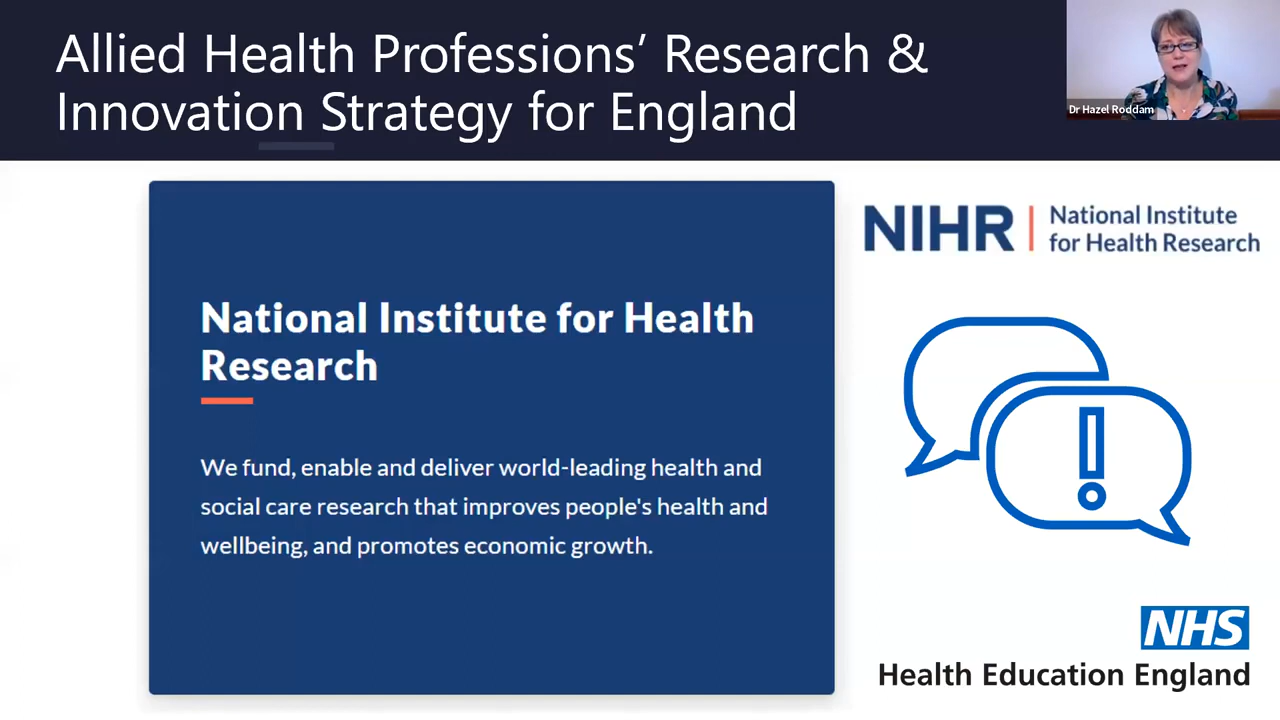 Allied Health Professions’ Research &
Innovation Strategy for England
Dr Hazel Roddam
National Institute for Health
Research
We fund, enable and deliver world-leading health and
social care research that improves people's health and
wellbeing, and promotes economic growth.
NIHR | National Institute
for Health Research
!
NHS
Health Education England